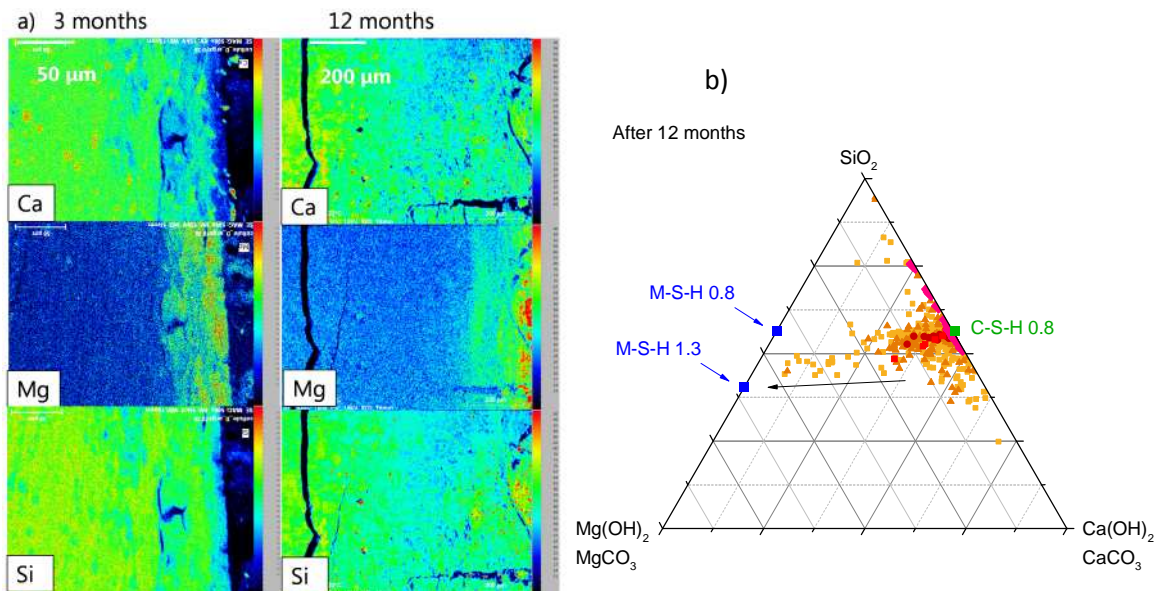 a) 3 months
12 months
50 µm
200 µm
Ca
Ca
Mg
Mg
Si
Si
b)
After 12 months
SiO₂
M-S-H 0.8
M-S-H 1.3
C-S-H 0.8
Mg(OH)₂
MgCO₃
Ca(OH)₂
CaCO₃